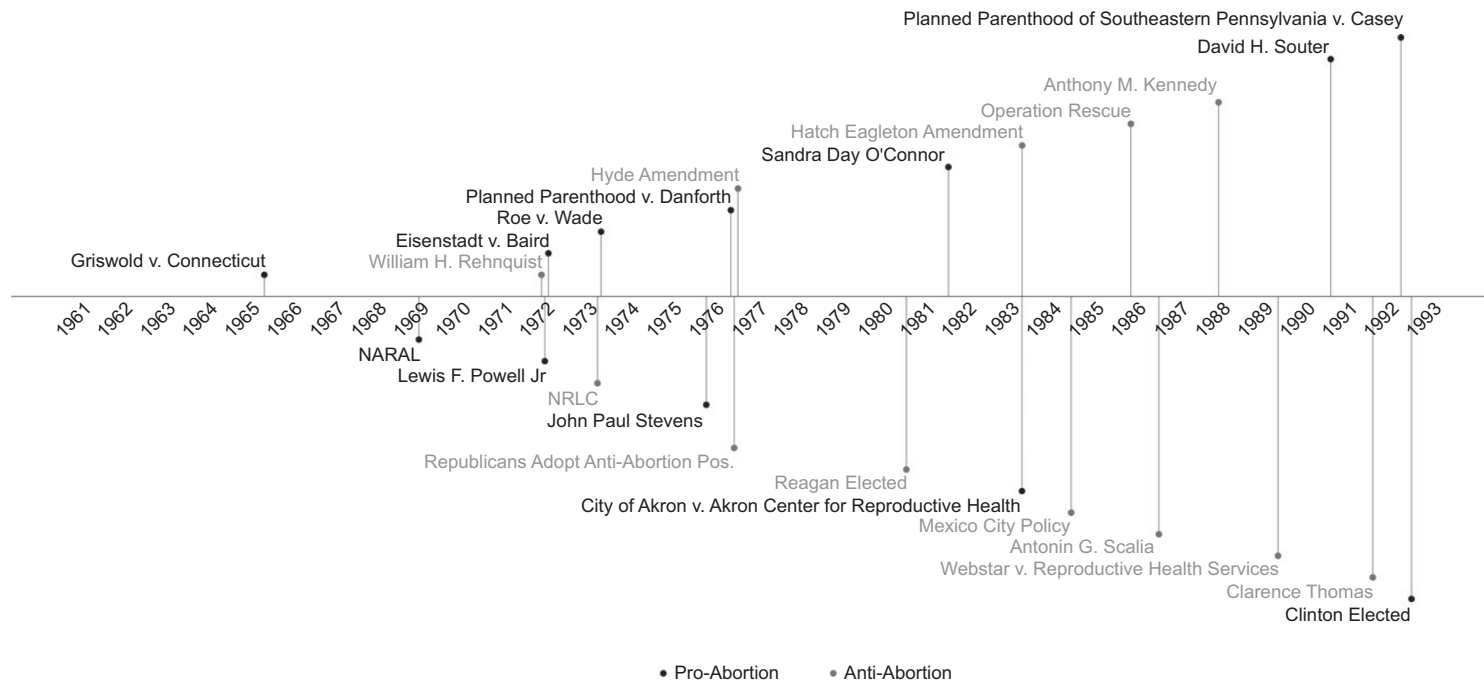 Planned Parenthood of Southeastern Pennsylvania v. Casey
David H. Souter
Anthony M. Kennedy
Operation Rescue
Hatch Eagleton Amendment
Sandra Day O'Connor
Hyde Amendment
Planned Parenthood v. Danforth
Roe v. Wade
Eisenstadt v. Baird
Griswold v. Connecticut
William H. Rehnquist
1961 1962 1963 1964 1965 1966 1967 1968 1969 1970 1971 1972 1973 1974 1975 1976 1977 1978 1979 1980 1981 1982 1983 1984 1985 1986 1987 1988 1989 1990 1991 1992 1993
NARAL
Lewis F. Powell Jr
NRLC
John Paul Stevens
Republicans Adopt Anti-Abortion Pos.
Reagan Elected
City of Akron v. Akron Center for Reproductive Health
Mexico City Policy
Antonin G. Scalia
Webstar v. Reproductive Health Services
Clarence Thomas
Clinton Elected
Pro-Abortion
Anti-Abortion